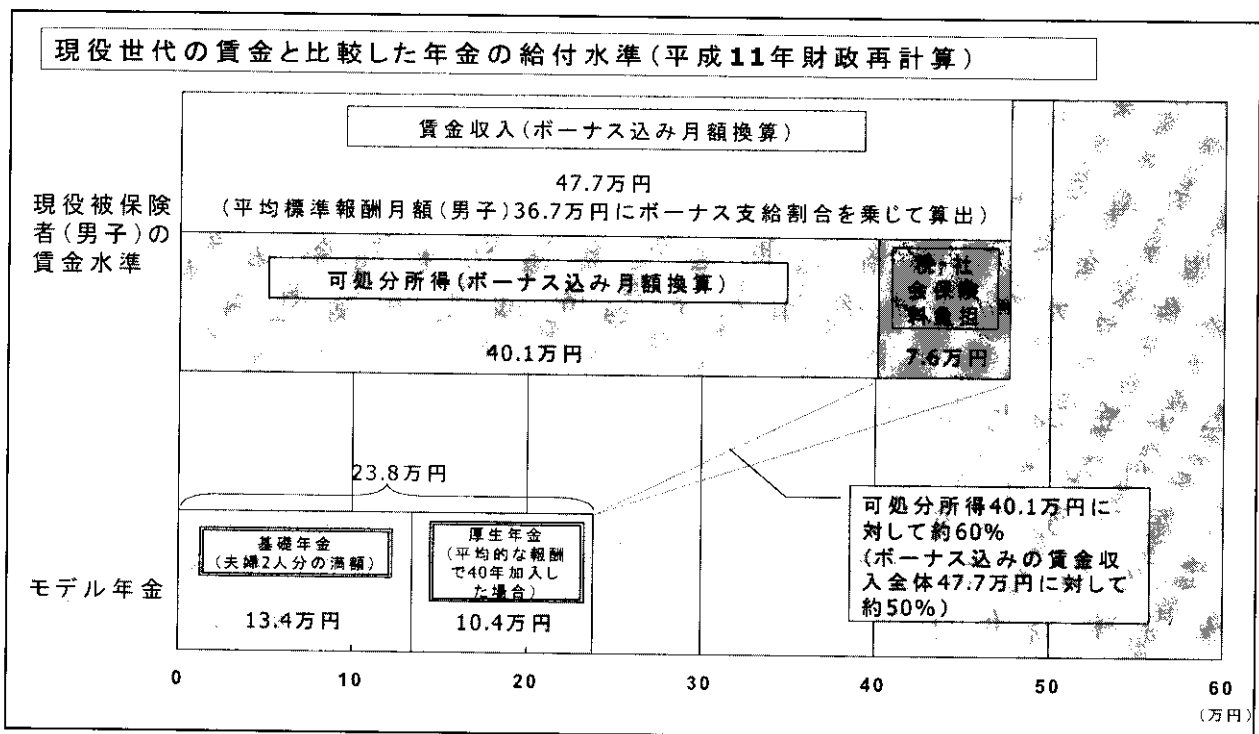 現役世代の賃金と比較した年金の給付水準(平成11年財政再計算)
賃金収入(ボーナス込み月額換算)
47.7万円
(平均標準報酬月額(男子)36.7万円にボーナス支給割合を乗じて算出)
現役被保険
者(男子)の
賃金水準
可処分所得(ボーナス込み月額換算)
40.1万円
税・社
会保険
料負担
7.6万円
23.8万円
モデル年金
基礎年金
(夫婦2人分の満額)
13.4万円
厚生年金
(平均的な報酬
で40年加入し
た場合)
10.4万円
可処分所得40.1万円に
対して約60%
(ボーナス込みの賃金収
入全体47.7万円に対して
約50%)
0 10 20 30 40 50 60
(万円)